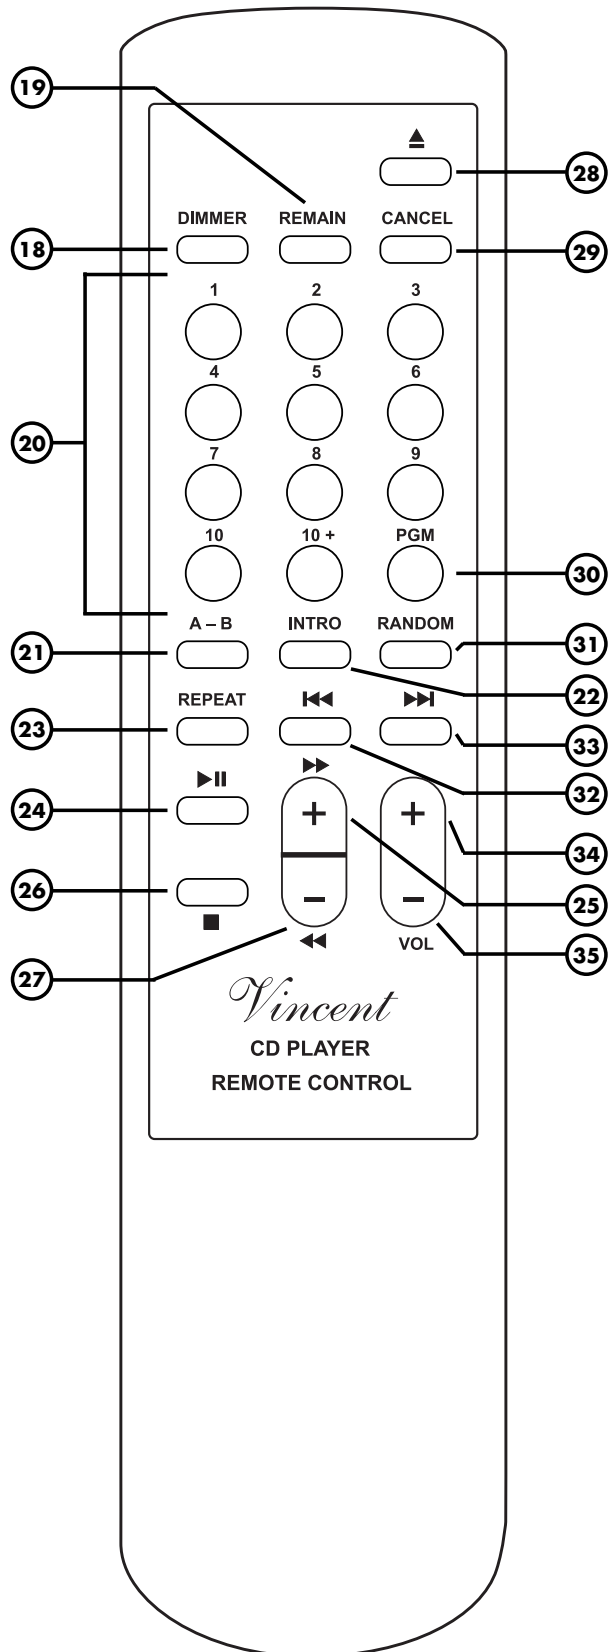 19
28
DIMMER REMAIN CANCEL
18
29
1 2 3
4 5 6
20
7 8 9
10 10 + PGM
30
A – B INTRO RANDOM
21
31
22
REPEAT
23
33
32
24
+ +
34
26
25
– –
VOL
27
35
Vincent
CD PLAYER
REMOTE CONTROL